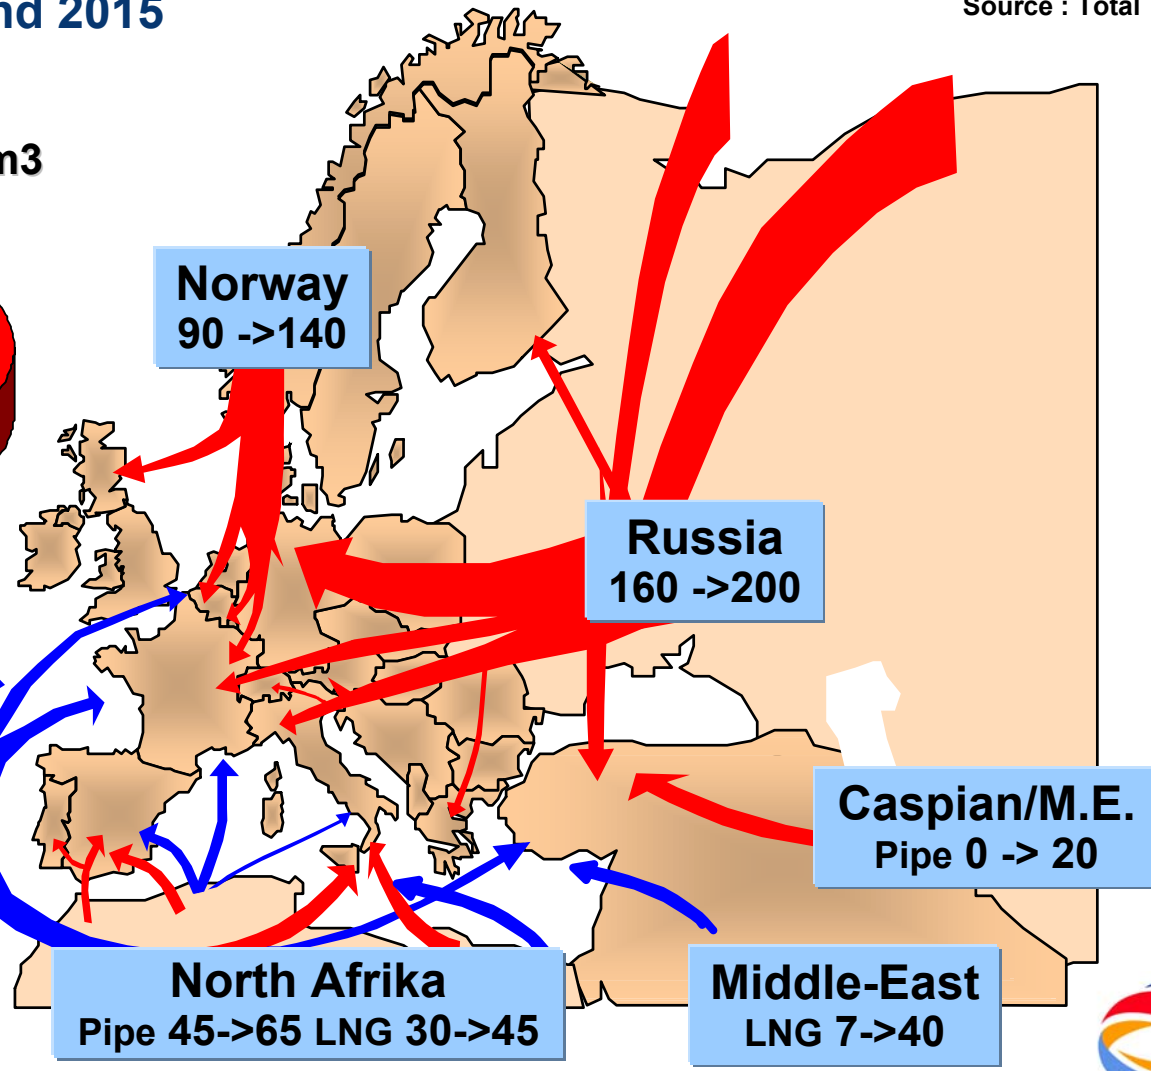 nd 2015
Source : Total
m3
Norway
90 ->140
Russia
160 ->200
Caspian/M.E.
Pipe 0 -> 20
North Afrika
Pipe 45->65 LNG 30->45
Middle-East
LNG 7->40